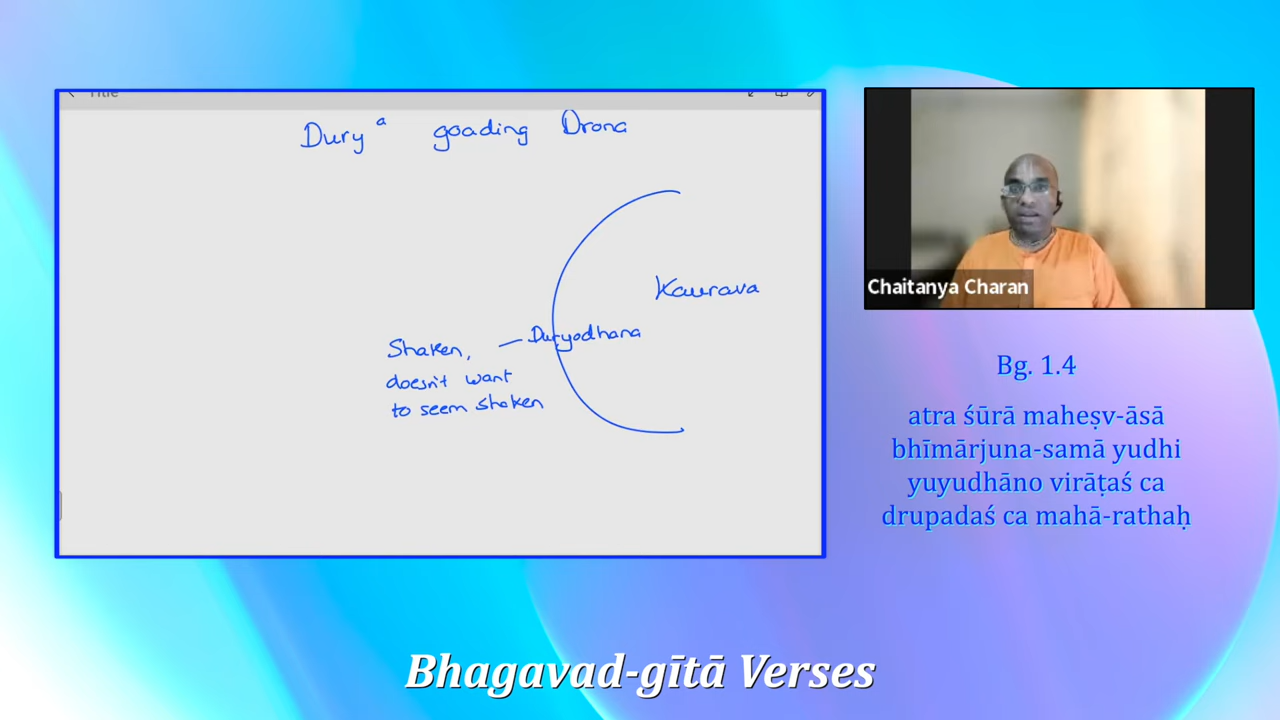 Title
Dury^a goading Drona
Kaurava
Shaken, — Duryodhana
doesn't want
to seem shaken
Chaitanya Charan
Bg. 1.4
atra śūrā maheṣv-āsā
bhīmārjuna-samā yudhi
yuyudhāno virāṭaś ca
drupadaś ca mahā-rathaḥ
Bhagavad-gītā Verses